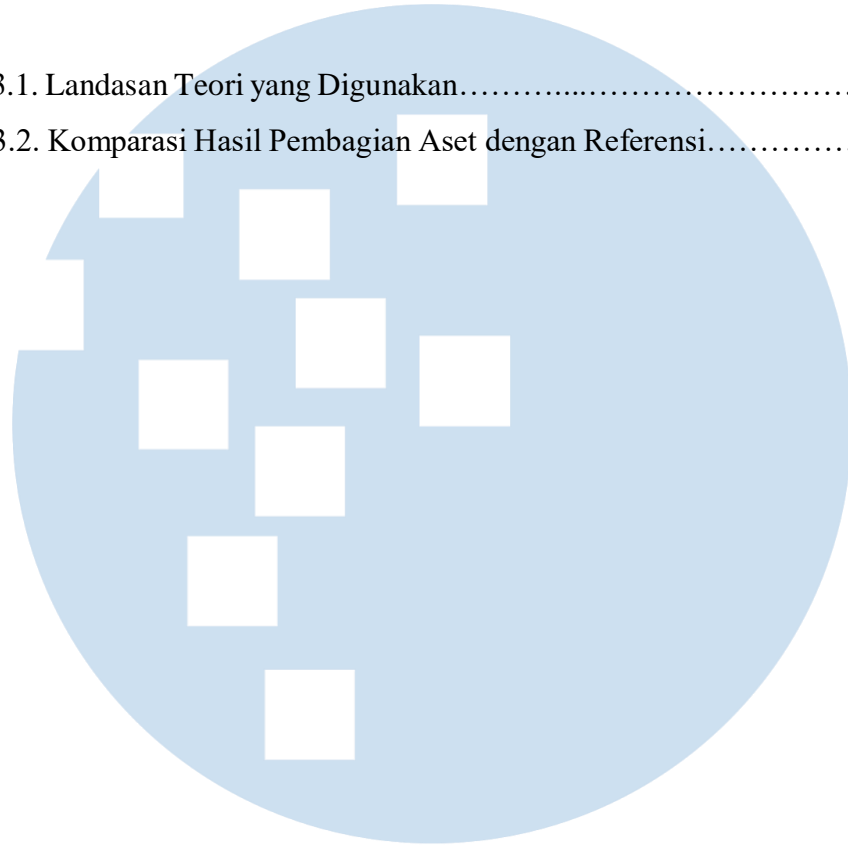 3.1. Landasan Teori yang Digunakan………....…………………………
3.2. Komparasi Hasil Pembagian Aset dengan Referensi……………